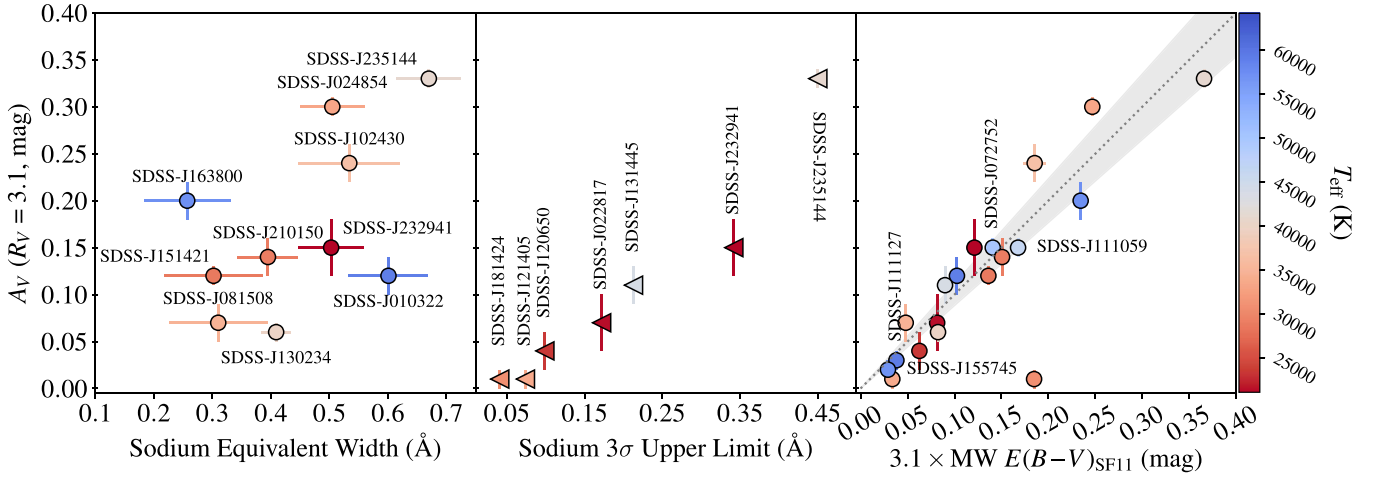 0.40
0.35
0.30
0.25
0.20
0.15
0.10
0.05
0.00
A_V (R_V = 3.1, mag)
SDSS-J235144
SDSS-J024854
SDSS-J102430
SDSS-J163800
SDSS-J210150
SDSS-J232941
SDSS-J151421
SDSS-J081508
SDSS-J010322
SDSS-J130234
0.1 0.2 0.3 0.4 0.5 0.6 0.7
Sodium Equivalent Width (Å)
SDSS-J181424
SDSS-J121405
SDSS-J120650
SDSS-J022817
SDSS-J131445
SDSS-J232941
SDSS-J235144
0.05 0.15 0.25 0.35 0.45
Sodium 3σ Upper Limit (Å)
SDSS-J072752
SDSS-J111059
SDSS-J111127
SDSS-J155745
0.00 0.05 0.10 0.15 0.20 0.25 0.30 0.35 0.40
3.1 × MW E(B−V)SF11 (mag)
60000
55000
50000
45000
40000
35000
30000
25000
Teff (K)